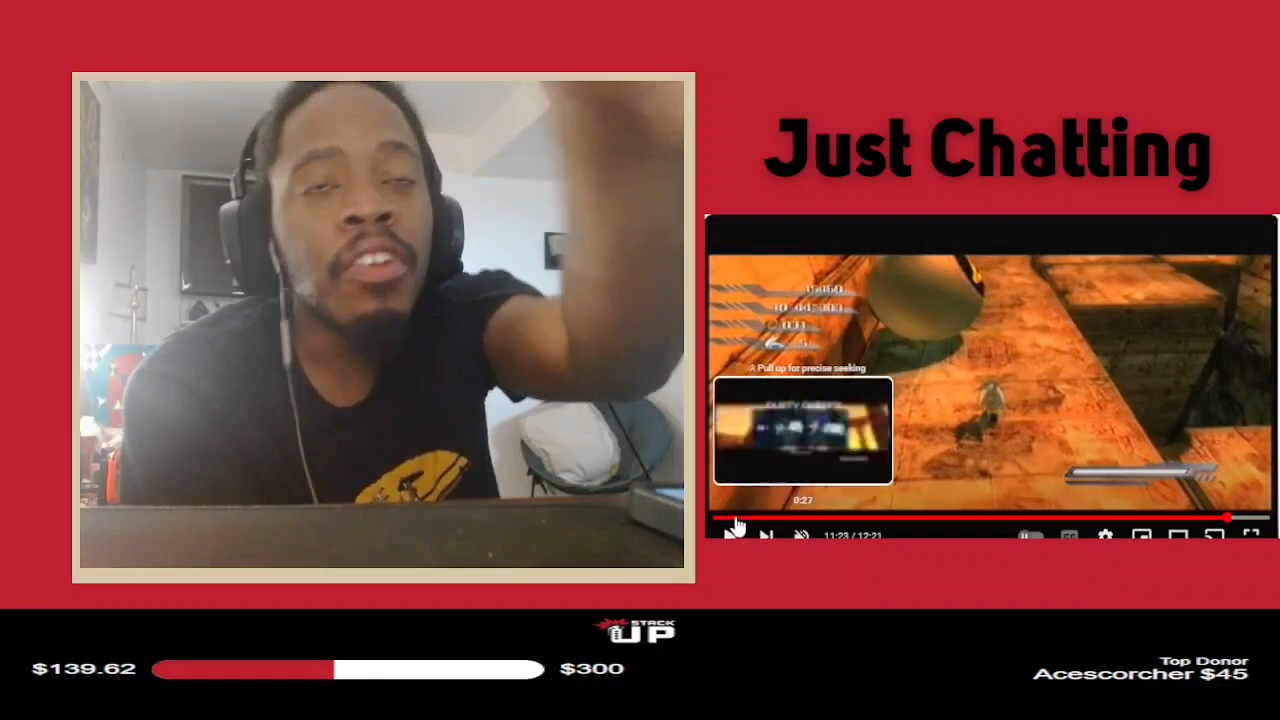 Just Chatting
Pull up for precise seeking
0:27
11:23 / 12:21
STACK
UP
$139.62
$300
Top Donor
Acescorcher $45